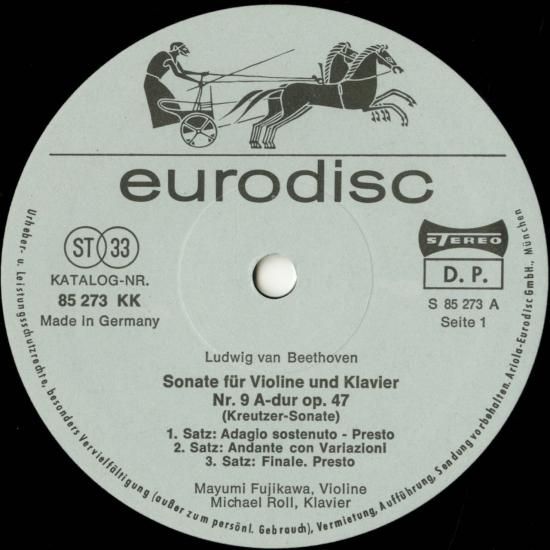 eurodisc
ST 33
KATALOG-NR.
85 273 KK
Made in Germany
STEREO
D. P.
S 85 273 A
Seite 1
Ludwig van Beethoven
Sonate für Violine und Klavier
Nr. 9 A-dur op. 47
(Kreutzer-Sonate)
1. Satz: Adagio sostenuto - Presto
2. Satz: Andante con Variazioni
3. Satz: Finale. Presto
Mayumi Fujikawa, Violine
Michael Roll, Klavier
Urheber- u. Leistungsschutzrechte, besonders Vervielfältigung (außer zum persönl. Gebrauch), Vermietung, Aufführung, Sendung vorbehalten. Ariola-Eurodisc GmbH., München